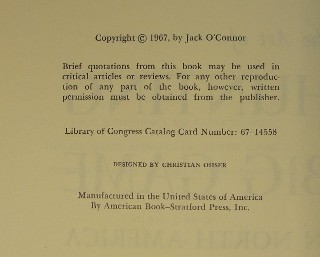 Copyright © 1967, by Jack O'Connor
Brief quotations from this book may be used in
critical articles or reviews. For any other reproduc-
tion of any part of the book, however, written
permission must be obtained from the publisher.
Library of Congress Catalog Card Number: 67–14558
DESIGNED BY CHRISTIAN
Manufactured in the United States of America
By American Book–Stratford Press, Inc.